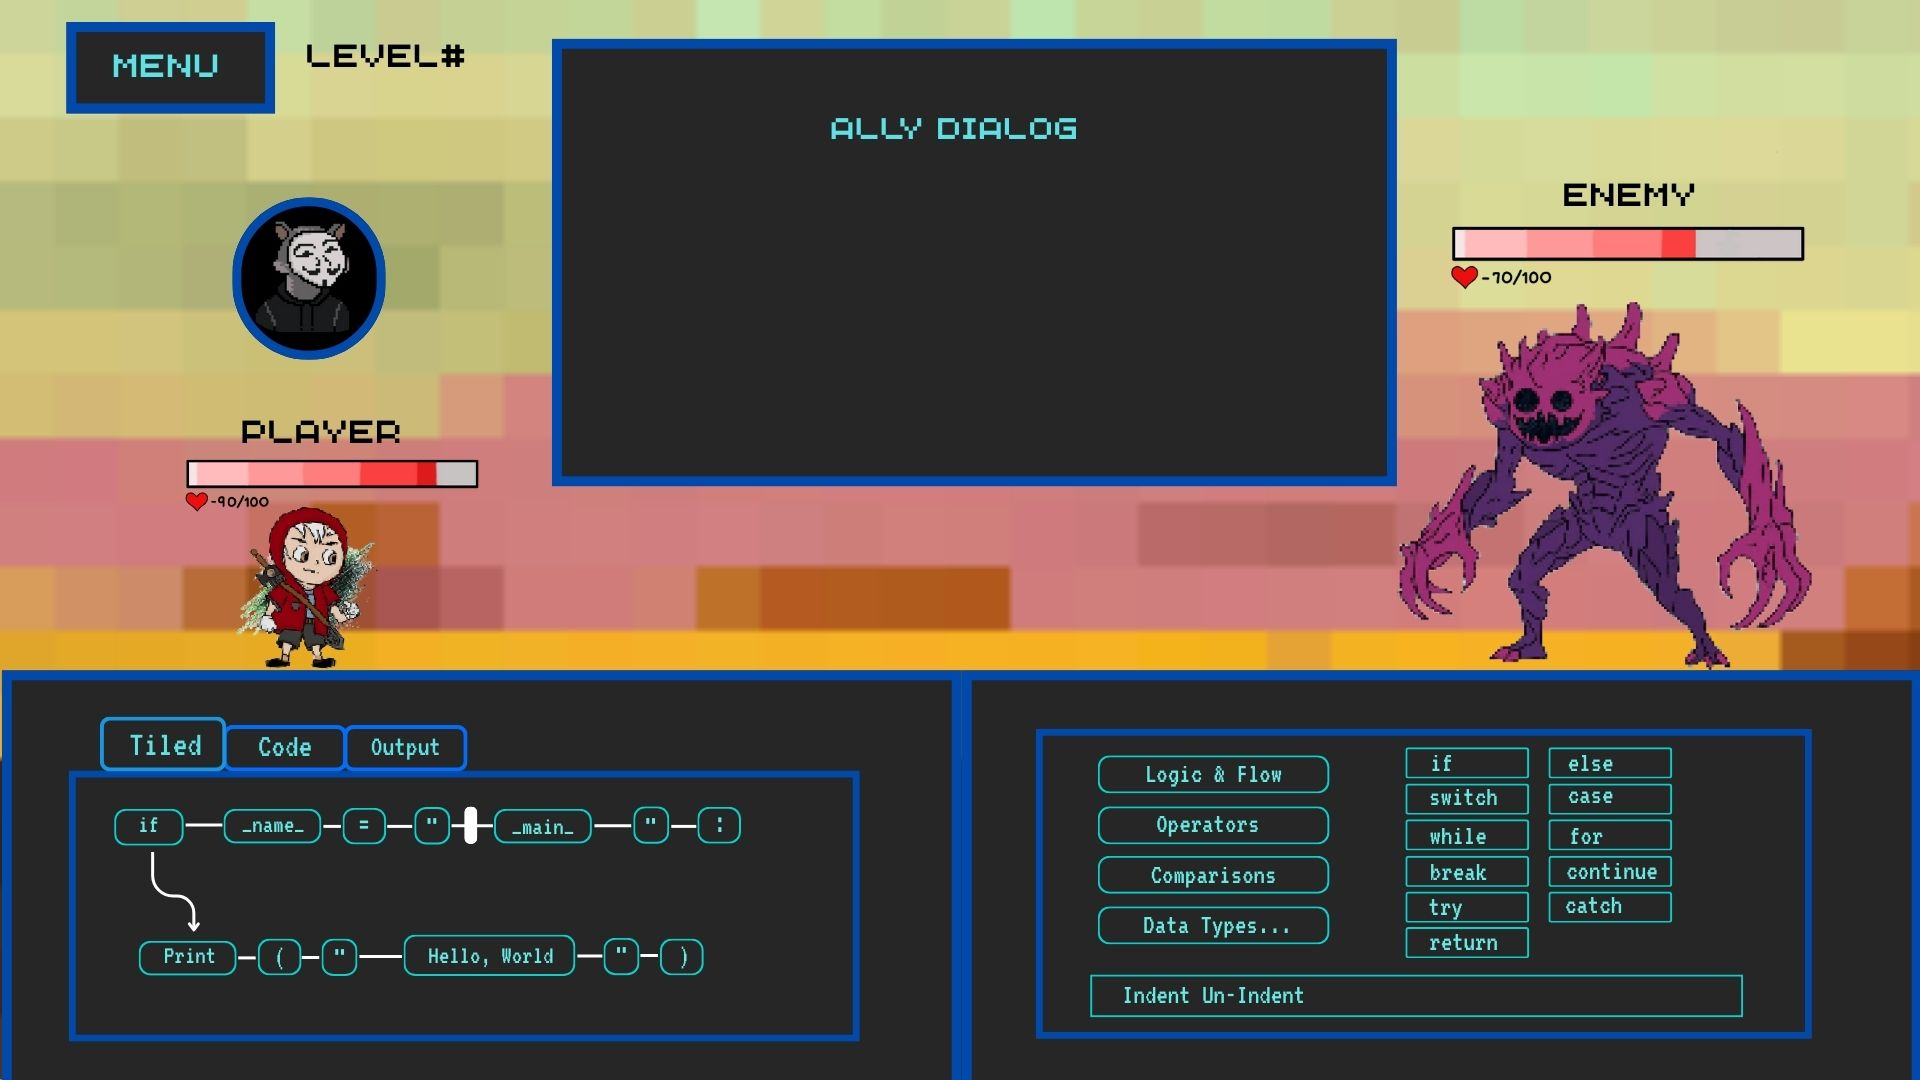 MENU
LEVEL#
ALLY DIALOG
ENEMY
-70/100
PLAYER
-90/100
Tiled
Code
Output
if _name_ = " _main_ " :
Print ( " Hello, World " )
Logic & Flow
Operators
Comparisons
Data Types...
if
else
switch
case
while
for
break
continue
try
catch
return
Indent Un-Indent